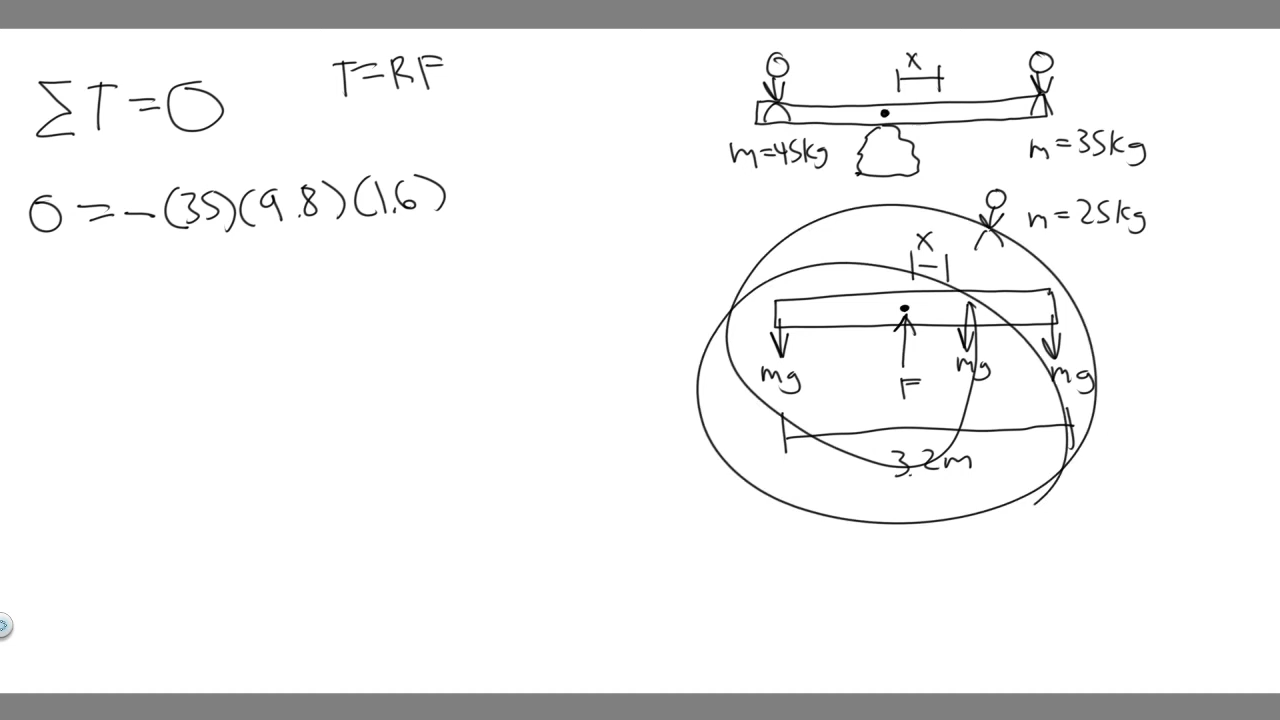 ΣT=0
T=RF
0=-(35)(9.8)(1.6)
x
m=45kg
m=35kg
m=25kg
x
mg
F
mg
mg
3.2m